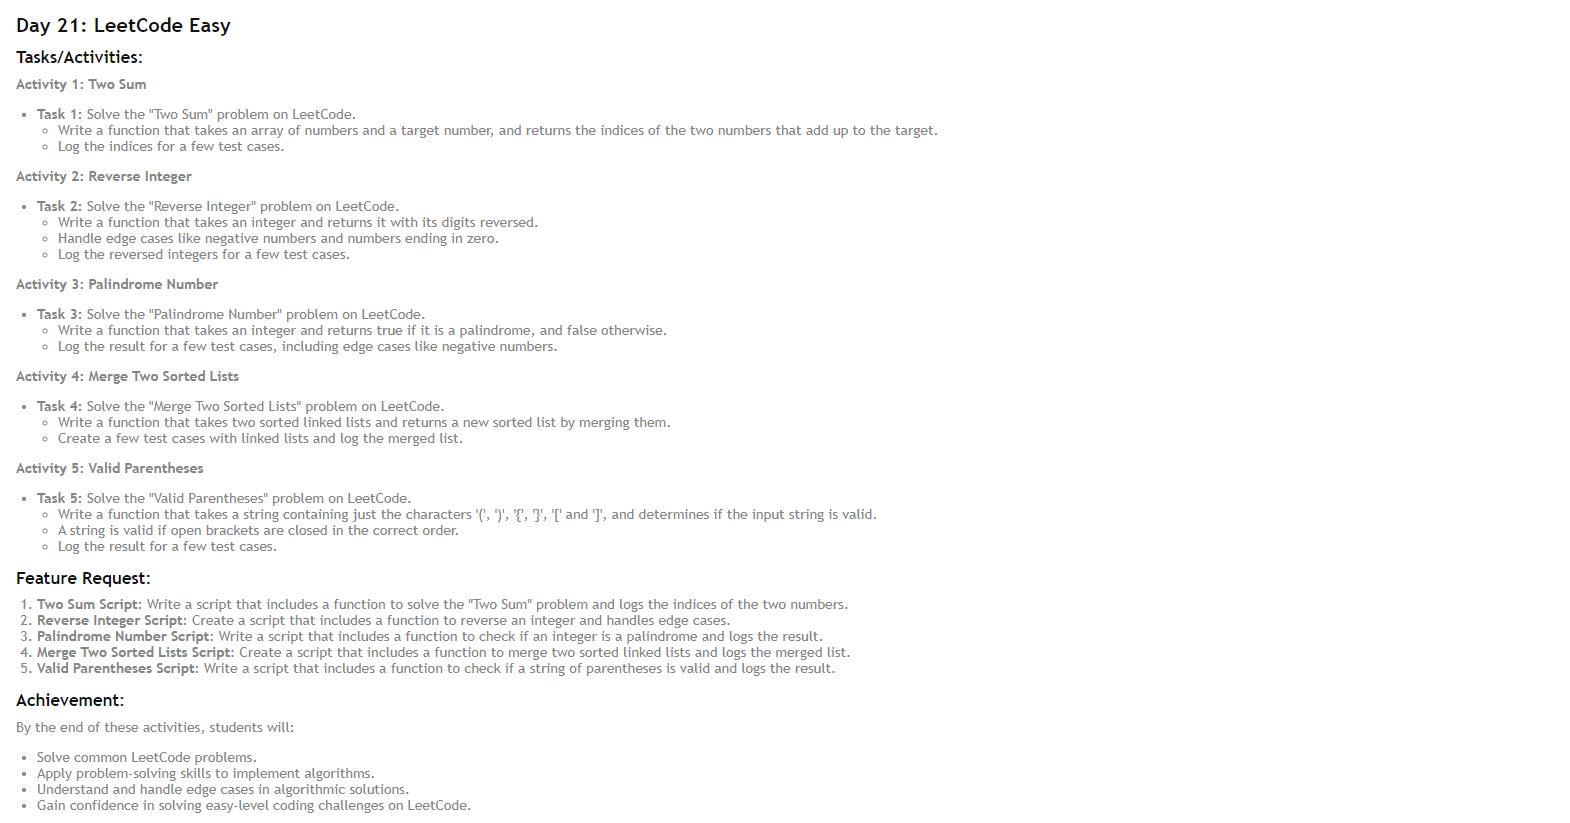 Day 21: LeetCode Easy
Tasks/Activities:
Activity 1: Two Sum
• Task 1: Solve the "Two Sum" problem on LeetCode.
◦ Write a function that takes an array of numbers and a target number, and returns the indices of the two numbers that add up to the target.
◦ Log the indices for a few test cases.
Activity 2: Reverse Integer
• Task 2: Solve the "Reverse Integer" problem on LeetCode.
◦ Write a function that takes an integer and returns it with its digits reversed.
◦ Handle edge cases like negative numbers and numbers ending in zero.
◦ Log the reversed integers for a few test cases.
Activity 3: Palindrome Number
• Task 3: Solve the "Palindrome Number" problem on LeetCode.
◦ Write a function that takes an integer and returns true if it is a palindrome, and false otherwise.
◦ Log the result for a few test cases, including edge cases like negative numbers.
Activity 4: Merge Two Sorted Lists
• Task 4: Solve the "Merge Two Sorted Lists" problem on LeetCode.
◦ Write a function that takes two sorted linked lists and returns a new sorted list by merging them.
◦ Create a few test cases with linked lists and log the merged list.
Activity 5: Valid Parentheses
• Task 5: Solve the "Valid Parentheses" problem on LeetCode.
◦ Write a function that takes a string containing just the characters '(', ')', '{', '}', '[' and ']', and determines if the input string is valid.
◦ A string is valid if open brackets are closed in the correct order.
◦ Log the result for a few test cases.
Feature Request:
1. Two Sum Script: Write a script that includes a function to solve the "Two Sum" problem and logs the indices of the two numbers.
2. Reverse Integer Script: Create a script that includes a function to reverse an integer and handles edge cases.
3. Palindrome Number Script: Write a script that includes a function to check if an integer is a palindrome and logs the result.
4. Merge Two Sorted Lists Script: Create a script that includes a function to merge two sorted linked lists and logs the merged list.
5. Valid Parentheses Script: Write a script that includes a function to check if a string of parentheses is valid and logs the result.
Achievement:
By the end of these activities, students will:
• Solve common LeetCode problems.
• Apply problem-solving skills to implement algorithms.
• Understand and handle edge cases in algorithmic solutions.
• Gain confidence in solving easy-level coding challenges on LeetCode.